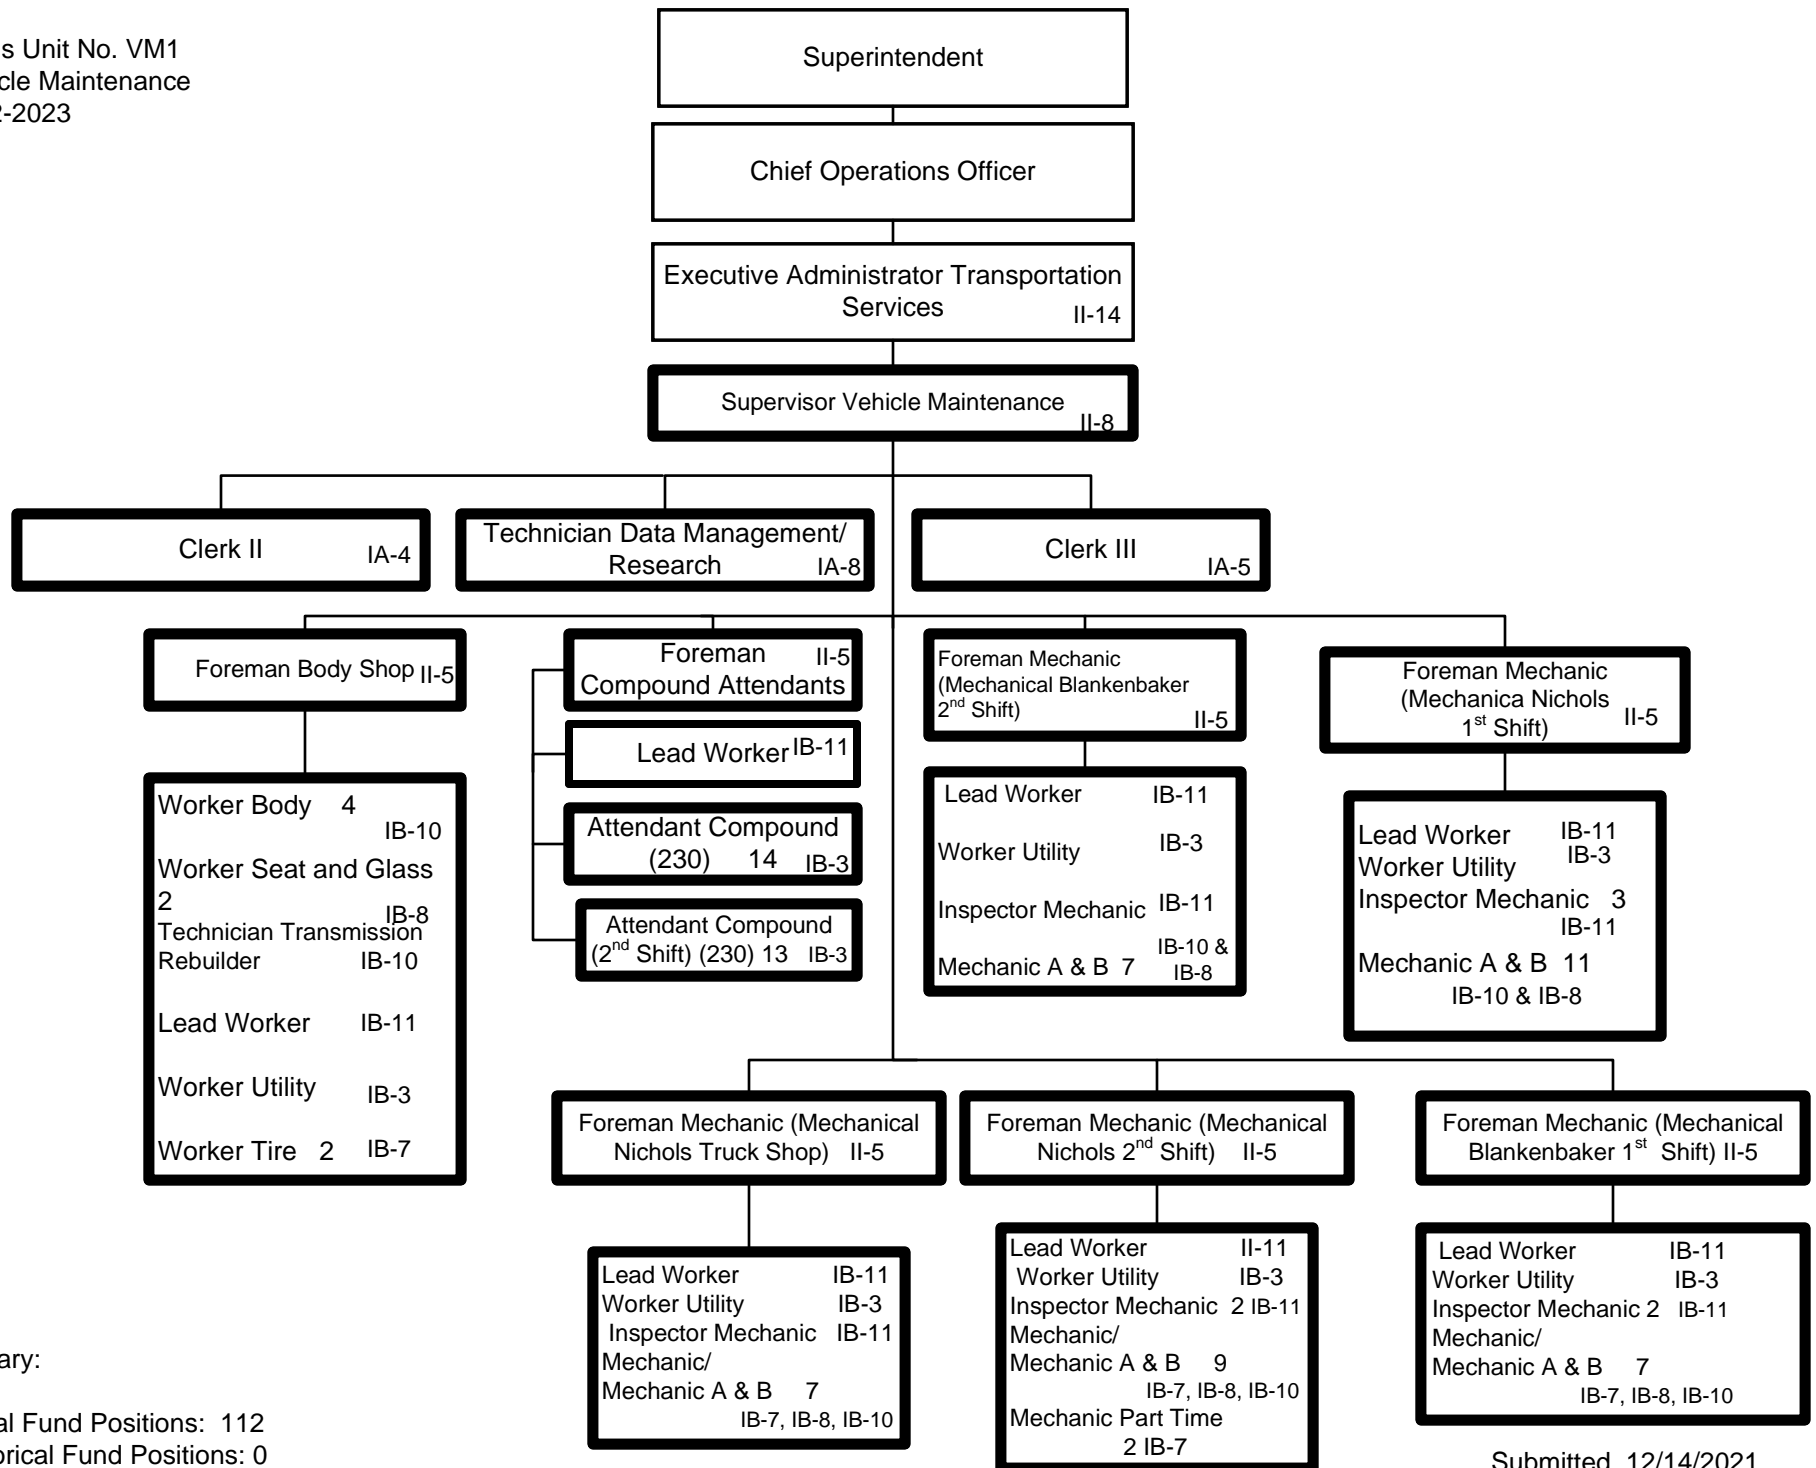 s Unit No. VM1
cle Maintenance
2-2023
Superintendent
Chief Operations Officer
Executive Administrator Transportation
Services
II-14
Supervisor Vehicle Maintenance
II-8
Clerk II
IA-4
Technician Data Management/
Research
IA-8
Clerk III
IA-5
Foreman Body Shop II-5
Worker Body 4
IB-10
Worker Seat and Glass
2
IB-8
Technician Transmission
Rebuilder IB-10
Lead Worker IB-11
Worker Utility IB-3
Worker Tire 2 IB-7
Foreman II-5
Compound Attendants
Lead Worker IB-11
Attendant Compound
(230) 14 IB-3
Attendant Compound
(2nd Shift) (230) 13 IB-3
Foreman Mechanic
(Mechanical Blankenbaker
2nd Shift)
II-5
Lead Worker IB-11
Worker Utility IB-3
Inspector Mechanic IB-11
Mechanic A & B 7 IB-10 &
IB-8
Foreman Mechanic
(Mechanica Nichols
1st Shift) II-5
Lead Worker IB-11
Worker Utility IB-3
Inspector Mechanic 3
IB-11
Mechanic A & B 11
IB-10 & IB-8
Foreman Mechanic (Mechanical
Nichols Truck Shop) II-5
Lead Worker IB-11
Worker Utility IB-3
Inspector Mechanic IB-11
Mechanic/
Mechanic A & B 7
IB-7, IB-8, IB-10
Foreman Mechanic (Mechanical
Nichols 2nd Shift) II-5
Lead Worker II-11
Worker Utility IB-3
Inspector Mechanic 2 IB-11
Mechanic/
Mechanic A & B 9
IB-7, IB-8, IB-10
Mechanic Part Time
2 IB-7
Foreman Mechanic (Mechanical
Blankenbaker 1st Shift) II-5
Lead Worker IB-11
Worker Utility IB-3
Inspector Mechanic 2 IB-11
Mechanic/
Mechanic A & B 7
IB-7, IB-8, IB-10
ary:
al Fund Positions: 112
orical Fund Positions: 0
Submitted 12/14/2021